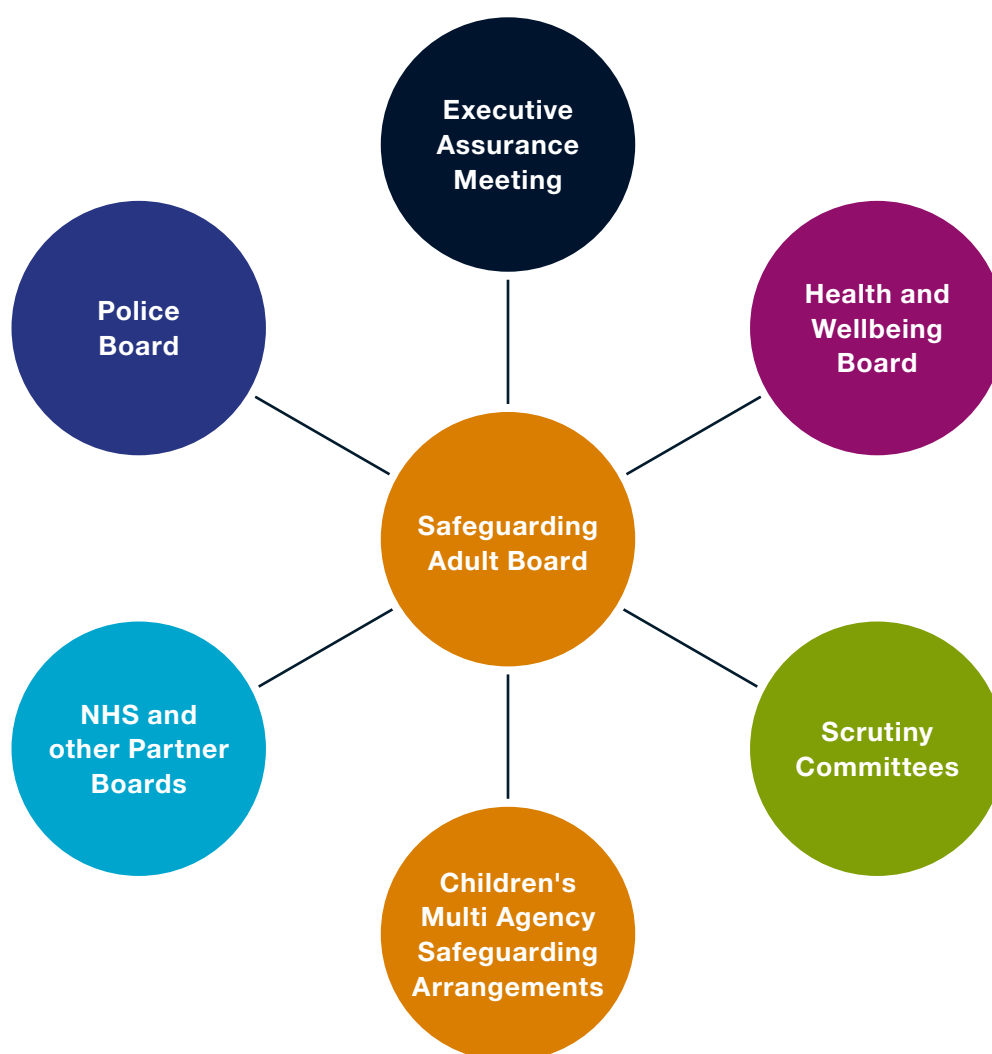 Executive
Assurance
Meeting
Police
Board
Health and
Wellbeing
Board
Safeguarding
Adult Board
NHS and
other Partner
Boards
Scrutiny
Committees
Children's
Multi Agency
Safeguarding
Arrangements